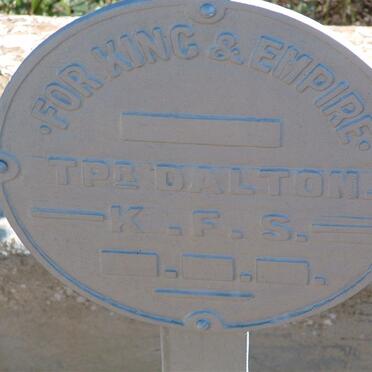 ·FOR KING & EMPIRE·
TPR DALTON.
K.F.S.